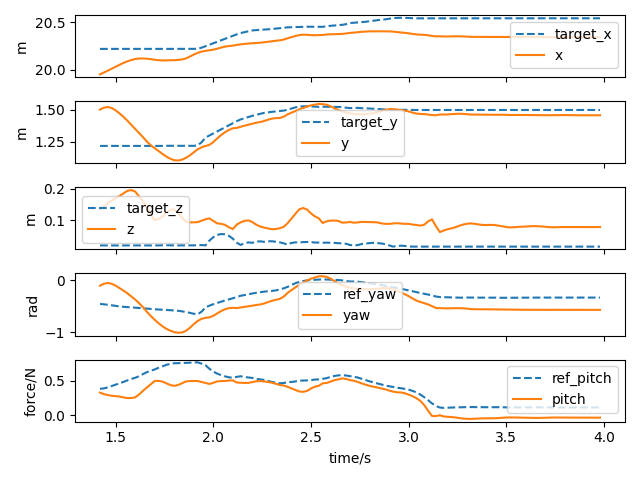 20.5
20.0
m
target_x
x
1.50
1.25
m
target_y
y
0.2
0.1
m
target_z
z
0
−1
rad
ref_yaw
yaw
0.5
0.0
force/N
ref_pitch
pitch
1.5 2.0 2.5 3.0 3.5 4.0
time/s